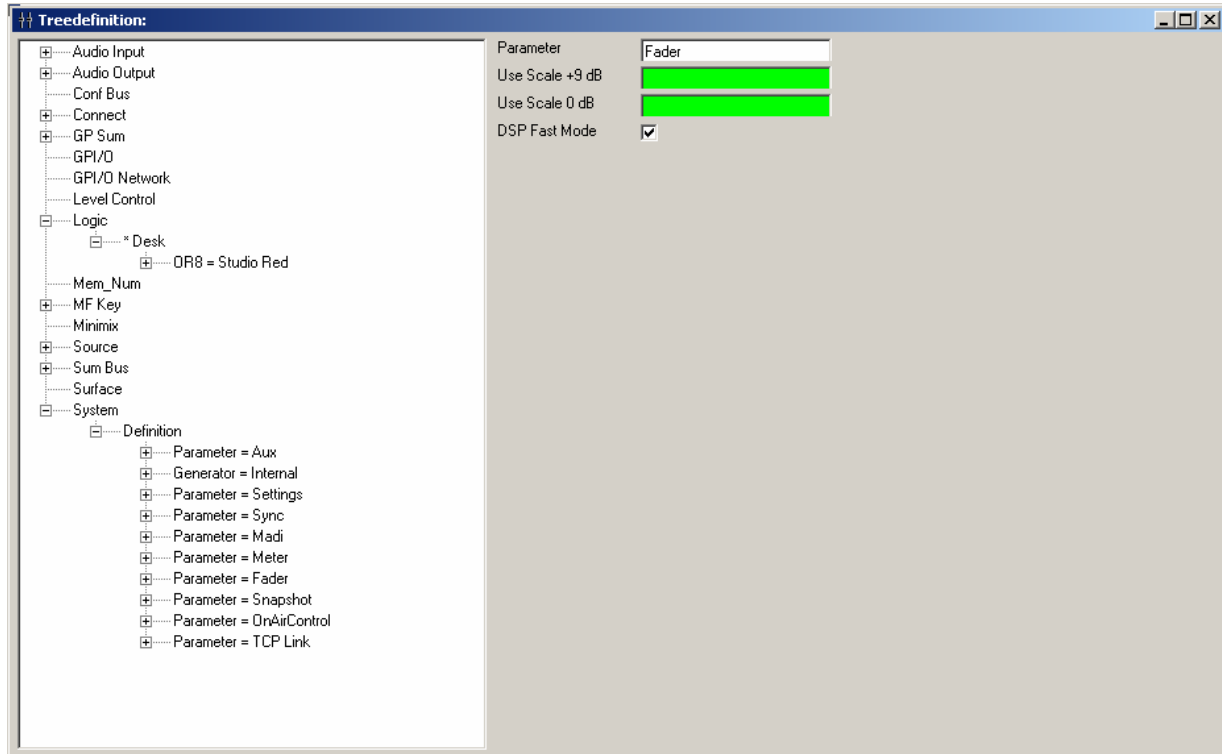 Treedefinition:
Audio Input
Audio Output
Conf Bus
Connect
GP Sum
GPI/O
GPI/O Network
Level Control
Logic
* Desk
OR8 = Studio Red
Mem_Num
MF Key
Minimix
Source
Sum Bus
Surface
System
Definition
Parameter = Aux
Generator = Internal
Parameter = Settings
Parameter = Sync
Parameter = Madi
Parameter = Meter
Parameter = Fader
Parameter = Snapshot
Parameter = OnAirControl
Parameter = TCP Link
Parameter Fader
Use Scale +9 dB
Use Scale 0 dB
DSP Fast Mode